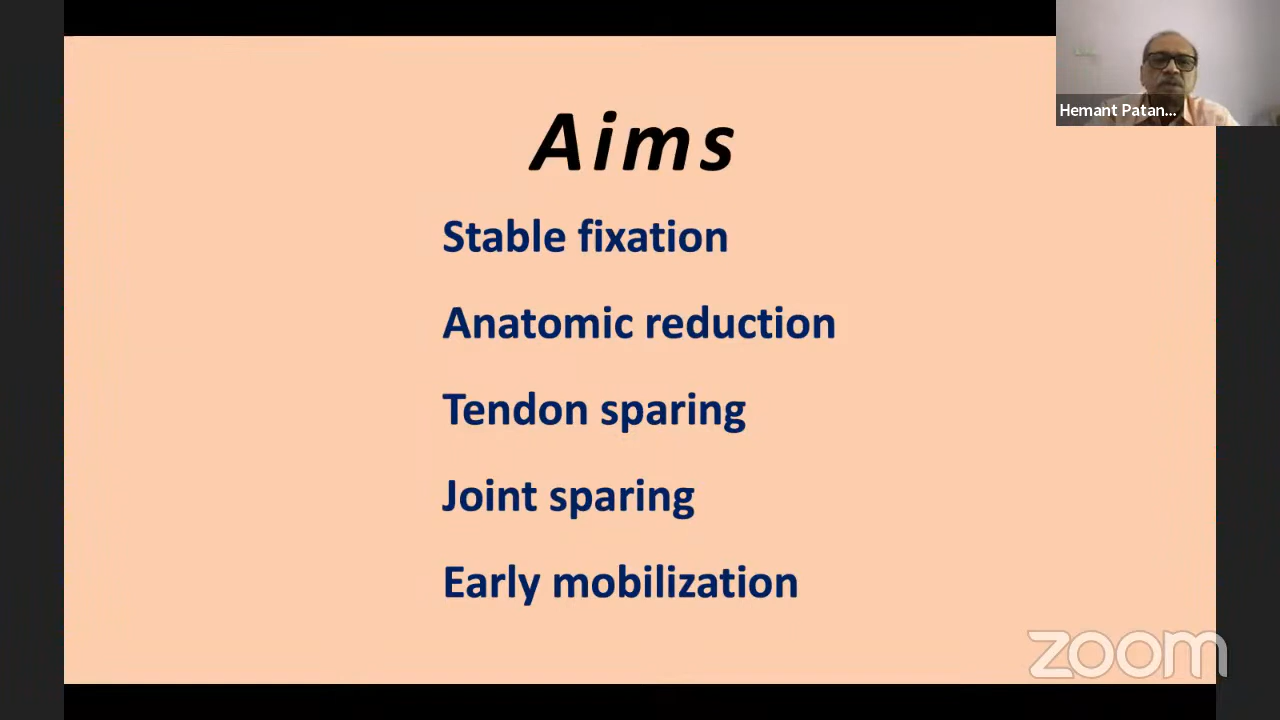 Aims
Hemant Patan...
Stable fixation
Anatomic reduction
Tendon sparing
Joint sparing
Early mobilization
zoom